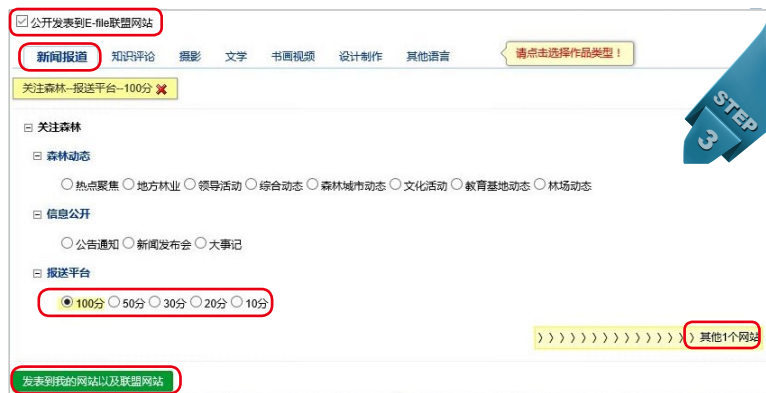 公开发表到E-file联盟网站
新闻报道 知识评论 摄影 文学 书画视频 设计制作 其他语言 请点击选择作品类型！
关注森林--报送平台--100分
STEP 3
关注森林
森林动态
热点聚焦 地方林业 领导活动 综合动态 森林城市动态 文化活动 教育基地动态 林场动态
信息公开
公告通知 新闻发布会 大事记
报送平台
100分 50分 30分 20分 10分
〉〉〉〉〉〉〉〉〉〉〉〉〉 其他1个网站
发表到我的网站以及联盟网站